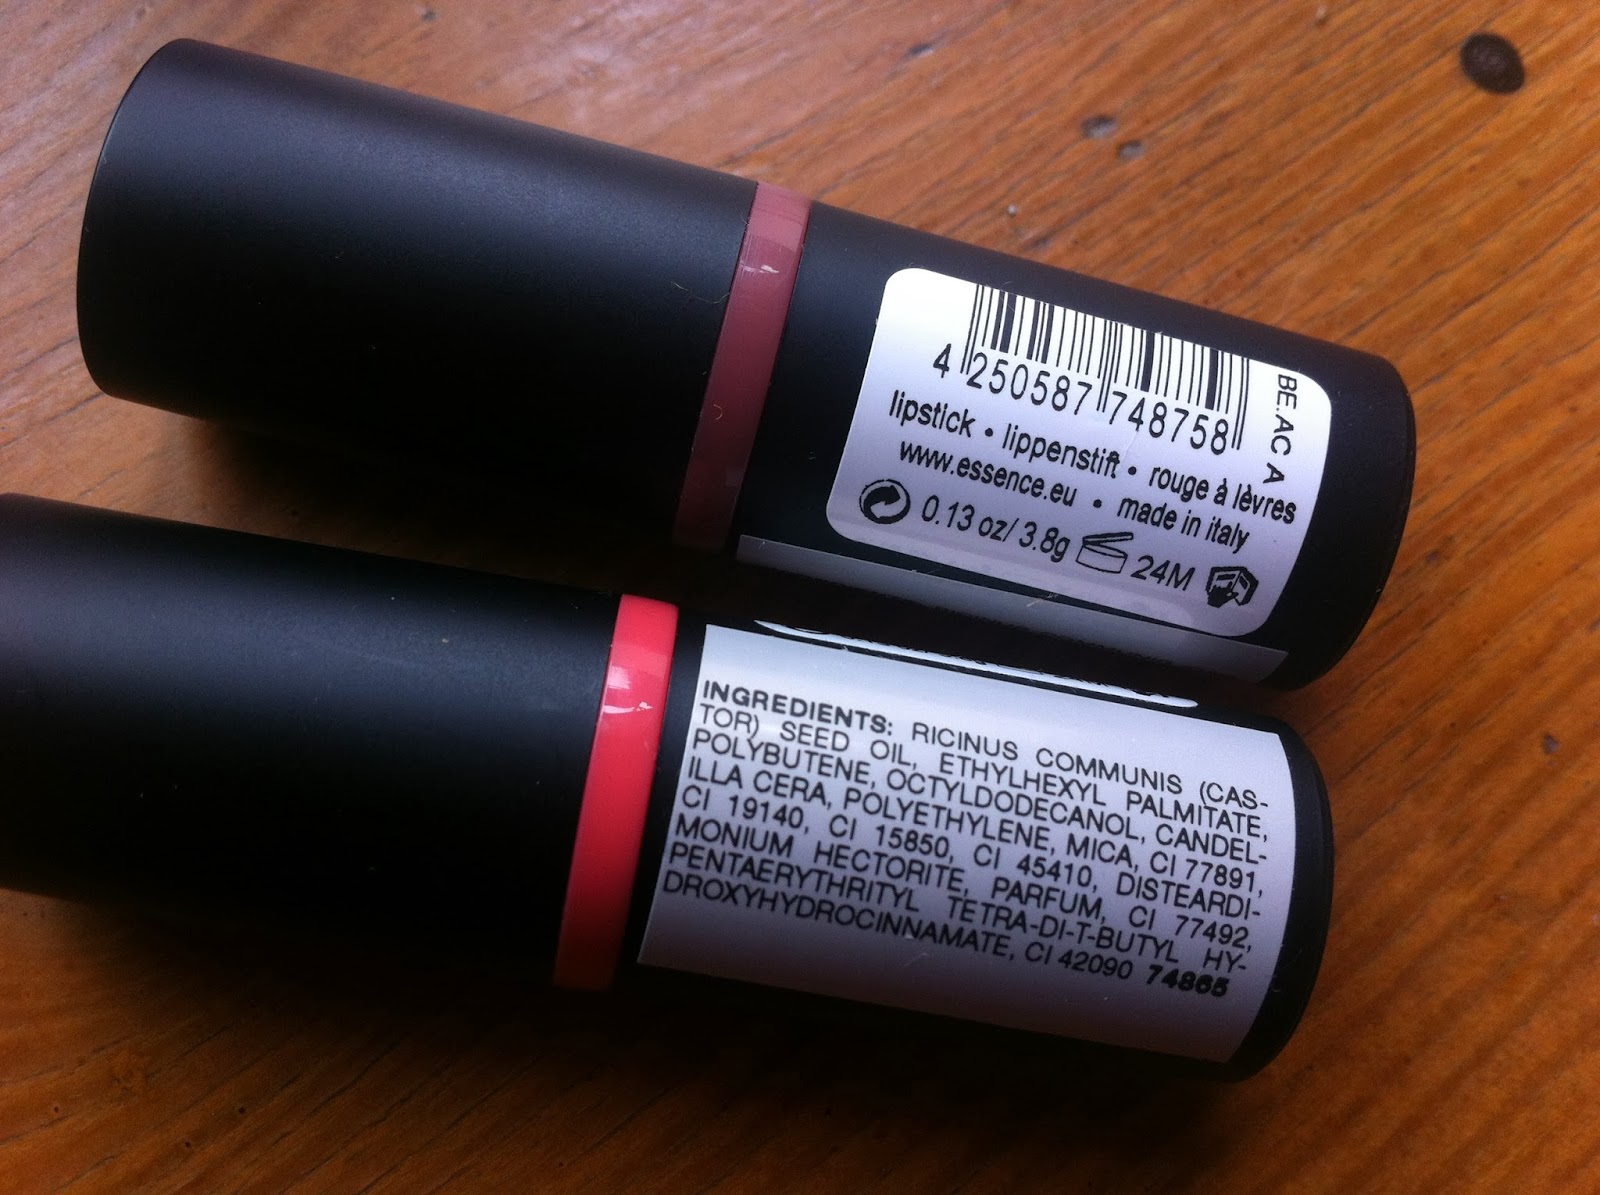 4 250587 748758
BE.AC A
lipstick • lippenstift • rouge à lèvres
www.essence.eu • made in italy
0.13 oz/ 3.8g 24M
INGREDIENTS: RICINUS COMMUNIS (CAS-
TOR) SEED OIL, ETHYLHEXYL PALMITATE,
POLYBUTENE, OCTYLDODECANOL, CANDEL-
ILLA CERA, POLYETHYLENE, MICA, CI 77891,
CI 19140, CI 15850, CI 45410, DISTEARDI-
MONIUM HECTORITE, PARFUM, CI 77492,
PENTAERYTHRITYL TETRA-DI-T-BUTYL HY-
DROXYHYDROCINNAMATE, CI 42090 74865